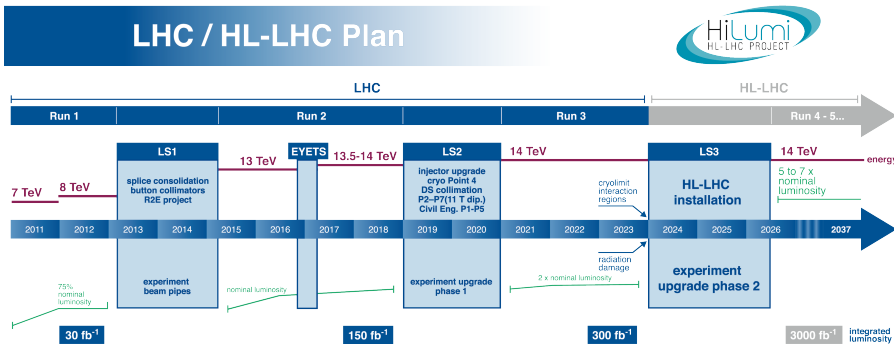 LHC / HL-LHC Plan
HiLumi
HL-LHC PROJECT
LHC
HL-LHC
Run 1
Run 2
Run 3
Run 4 - 5...
LS1
EYETS
LS2
LS3
7 TeV
8 TeV
13 TeV
13.5-14 TeV
14 TeV
14 TeV
energy
splice consolidation
button collimators
R2E project
injector upgrade
cryo Point 4
DS collimation
P2–P7(11 T dip.)
Civil Eng. P1-P5
cryolimit
interaction
regions
HL-LHC
installation
5 to 7 x
nominal
luminosity
2011 2012 2013 2014 2015 2016 2017 2018 2019 2020 2021 2022 2023 2024 2025 2026 2037
radiation
damage
75%
nominal
luminosity
experiment
beam pipes
nominal luminosity
experiment upgrade
phase 1
2 x nominal luminosity
experiment
upgrade phase 2
30 fb-1
150 fb-1
300 fb-1
3000 fb-1
integrated
luminosity